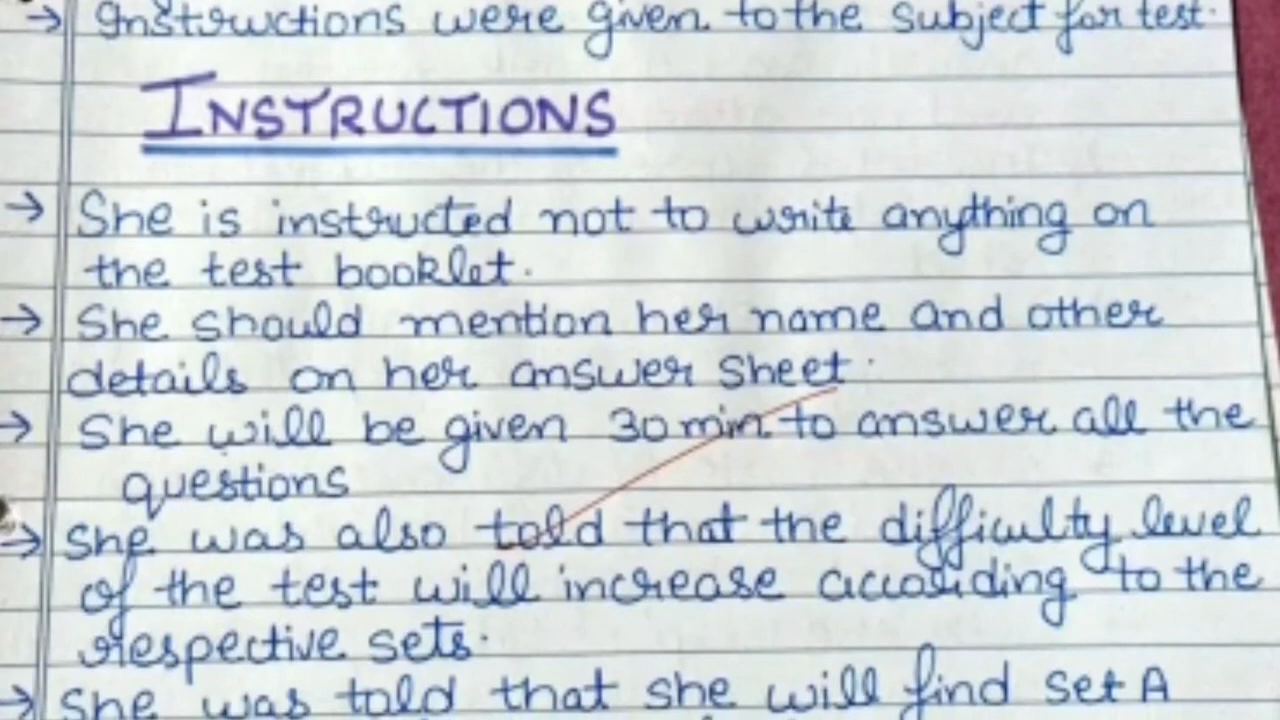 → Instructions were given to the subject for test.
INSTRUCTIONS
→ She is instructed not to write anything on
the test booklet.
→ She should mention her name and other
details on her answer sheet.
→ She will be given 30 min. to answer all the
questions
→ She was also told that the difficulty level
of the test will increase according to the
respective sets.
→ She was told that she will find set A